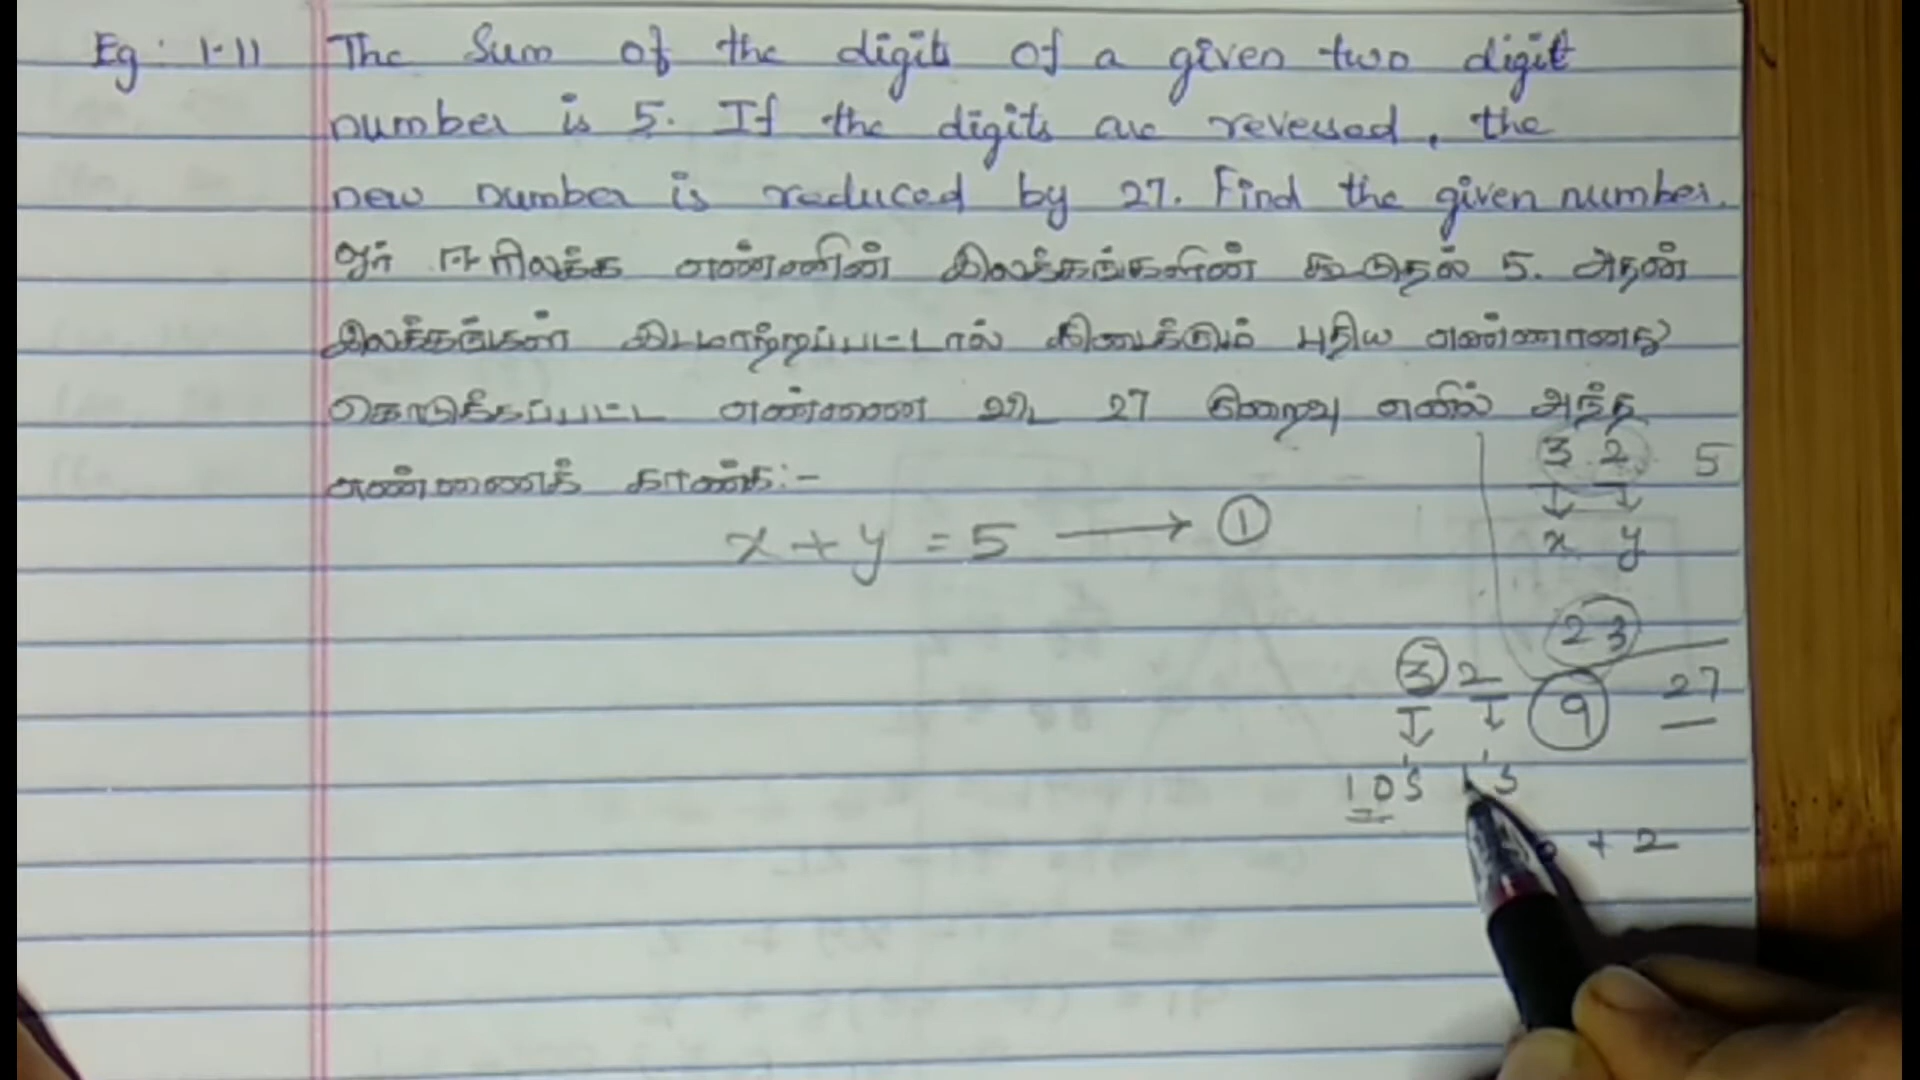 Eg: 1.11 The Sum of the digits of a given two digit
number is 5. If the digits are reversed, the
new number is reduced by 27. Find the given number.
ஓர் ஈரிலக்க எண்ணின் இலக்கங்களின் கூடுதல் 5. அதன்
இலக்கங்கள் இடமாற்றப்பட்டால் கிடைக்கும் புதிய எண்ணானது
கொடுக்கப்பட்ட எண்ணை விட 27 குறைவு எனில் அந்த
எண்ணைக் காண்க:-
3 2 5
x + y = 5 → ①
x y
23
3 2 9 27
10's 1's
+ 2